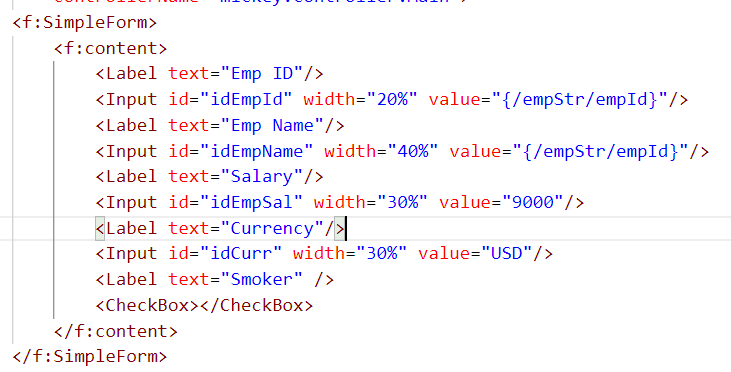 <f:SimpleForm>
<f:content>
<Label text="Emp ID"/>
<Input id="idEmpId" width="20%" value="{/empStr/empId}"/>
<Label text="Emp Name"/>
<Input id="idEmpName" width="40%" value="{/empStr/empId}"/>
<Label text="Salary"/>
<Input id="idEmpSal" width="30%" value="9000"/>
<Label text="Currency"/>
<Input id="idCurr" width="30%" value="USD"/>
<Label text="Smoker" />
<CheckBox></CheckBox>
</f:content>
</f:SimpleForm>